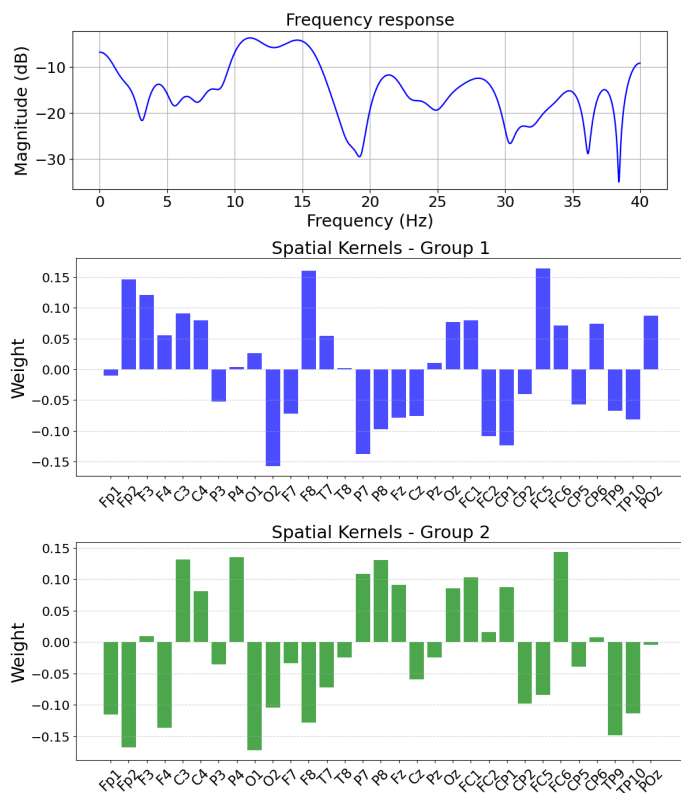 Frequency response
Magnitude (dB)
−10
−20
−30
0 5 10 15 20 25 30 35 40
Frequency (Hz)
Spatial Kernels - Group 1
Weight
0.15
0.10
0.05
0.00
−0.05
−0.10
−0.15
Fp1 Fp2 F3 F4 C3 C4 P3 P4 O1 O2 F7 F8 T7 T8 P7 P8 Fz Cz Pz Oz FC1 FC2 CP1 CP2 FC5 FC6 CP5 CP6 TP9 TP10 POz
Spatial Kernels - Group 2
Weight
0.15
0.10
0.05
0.00
−0.05
−0.10
−0.15
Fp1 Fp2 F3 F4 C3 C4 P3 P4 O1 O2 F7 F8 T7 T8 P7 P8 Fz Cz Pz Oz FC1 FC2 CP1 CP2 FC5 FC6 CP5 CP6 TP9 TP10 POz